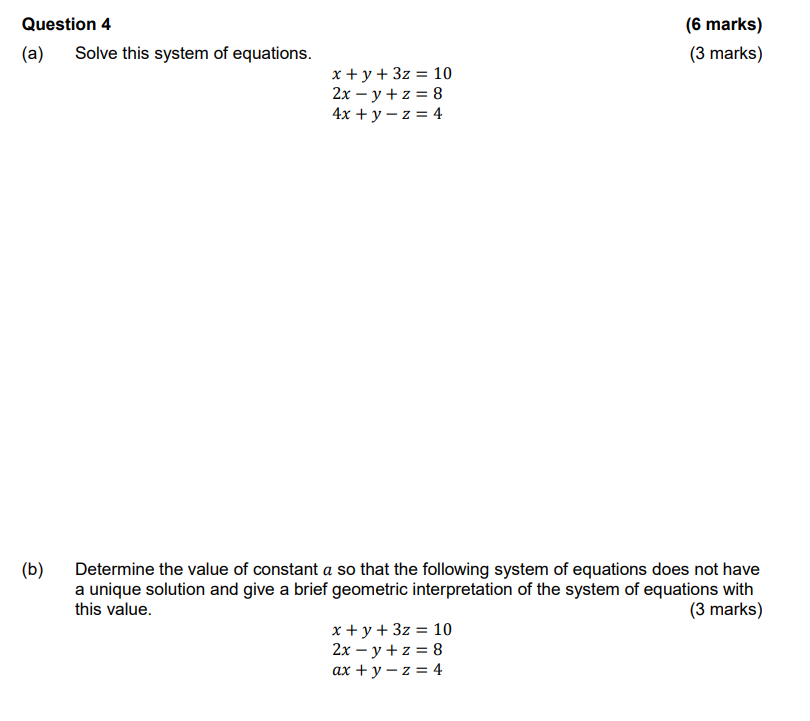 Question 4 (6 marks)
(a) Solve this system of equations. (3 marks)
x + y + 3z = 10
2x − y + z = 8
4x + y − z = 4
(b) Determine the value of constant a so that the following system of equations does not have
a unique solution and give a brief geometric interpretation of the system of equations with
this value. (3 marks)
x + y + 3z = 10
2x − y + z = 8
ax + y − z = 4